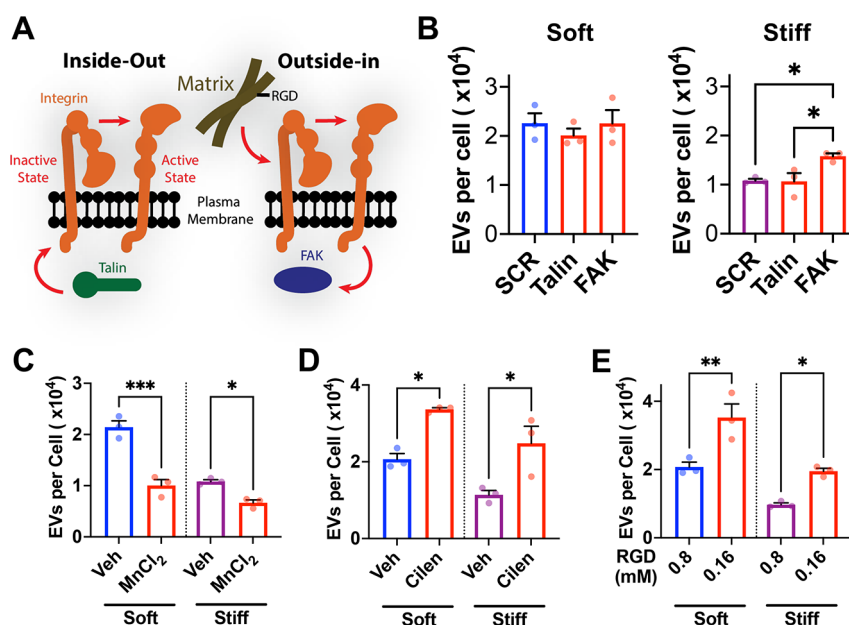 A
Inside-Out
Outside-in
Matrix
RGD
Integrin
Inactive
State
Active
State
Plasma
Membrane
Talin
FAK
B
Soft
Stiff
EVs per cell ( x10⁴)
3
2
1
0
SCR
Talin
FAK
EVs per cell ( x10⁴)
3
2
1
0
*
*
SCR
Talin
FAK
C
EVs per Cell ( x10⁴)
3
2
1
0
***
*
Veh
MnCl₂
Veh
MnCl₂
Soft
Stiff
D
EVs per Cell ( x10⁴)
4
2
0
*
*
Veh
Cilen
Veh
Cilen
Soft
Stiff
E
EVs per Cell ( x10⁴)
4
2
0
**
*
RGD
(mM)
0.8
0.16
0.8
0.16
Soft
Stiff